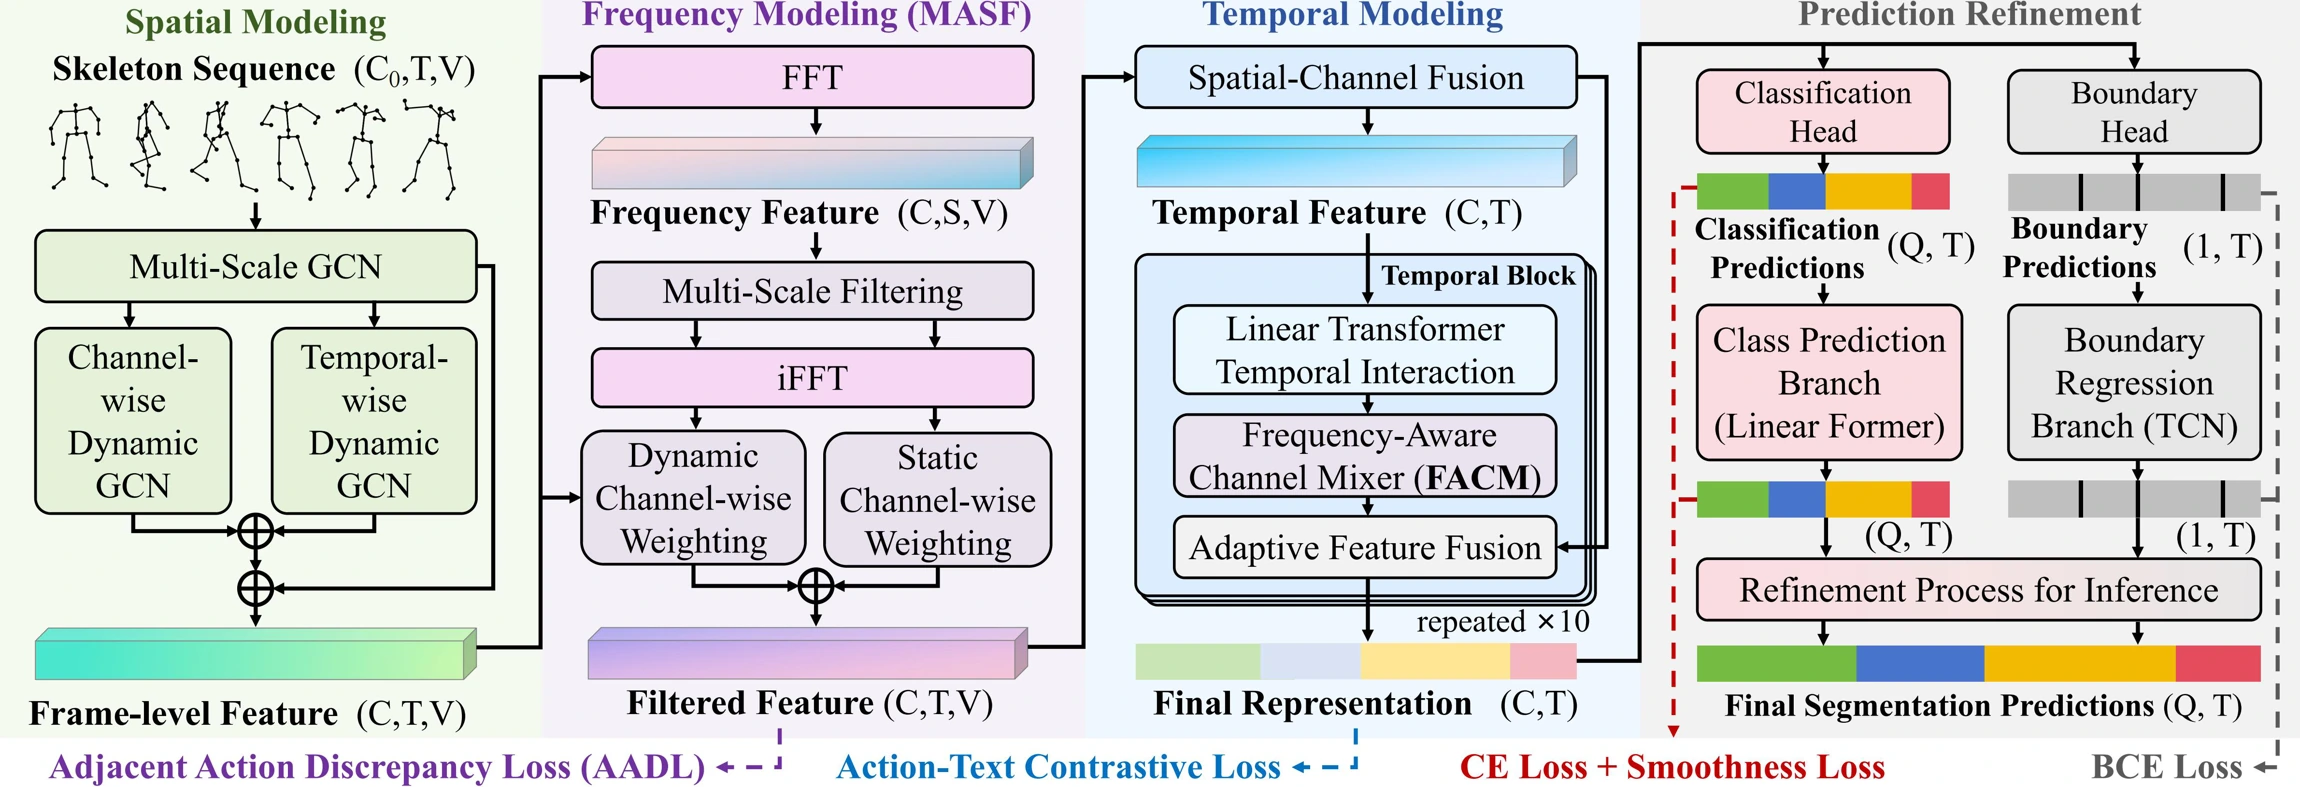 Spatial Modeling
Skeleton Sequence (C₀,T,V)
Multi-Scale GCN
Channel-
wise
Dynamic
GCN
Temporal-
wise
Dynamic
GCN
Frame-level Feature (C,T,V)
Frequency Modeling (MASF)
FFT
Frequency Feature (C,S,V)
Multi-Scale Filtering
iFFT
Dynamic
Channel-wise
Weighting
Static
Channel-wise
Weighting
Filtered Feature (C,T,V)
Temporal Modeling
Spatial-Channel Fusion
Temporal Feature (C,T)
Temporal Block
Linear Transformer
Temporal Interaction
Frequency-Aware
Channel Mixer (FACM)
Adaptive Feature Fusion
repeated ×10
Final Representation (C,T)
Prediction Refinement
Classification
Head
Boundary
Head
Classification
Predictions
(Q, T)
Boundary
Predictions
(1, T)
Class Prediction
Branch
(Linear Former)
Boundary
Regression
Branch (TCN)
(Q, T)
(1, T)
Refinement Process for Inference
Final Segmentation Predictions (Q, T)
Adjacent Action Discrepancy Loss (AADL)
Action-Text Contrastive Loss
CE Loss + Smoothness Loss
BCE Loss